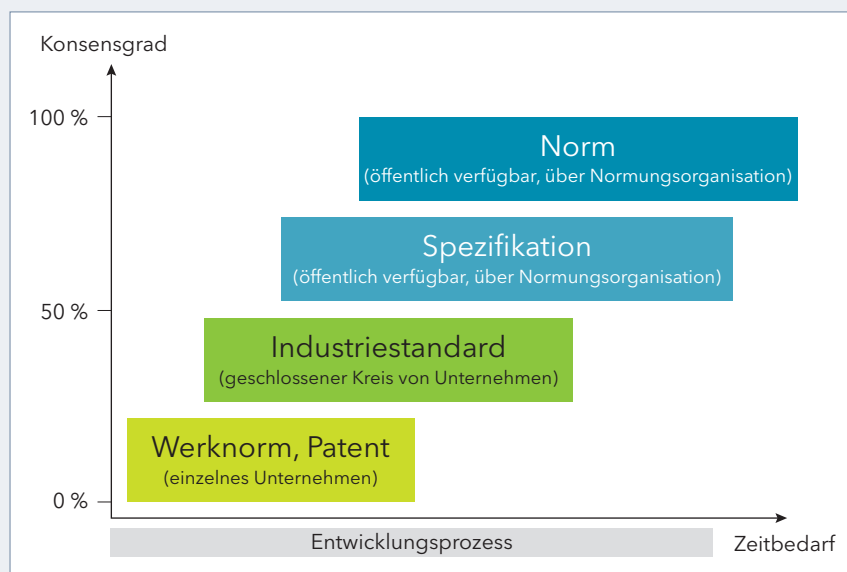 Konsensgrad
100 %
Norm
(öffentlich verfügbar, über Normungsorganisation)
Spezifikation
(öffentlich verfügbar, über Normungsorganisation)
50 %
Industriestandard
(geschlossener Kreis von Unternehmen)
Werknorm, Patent
(einzelnes Unternehmen)
0 %
Entwicklungsprozess
Zeitbedarf